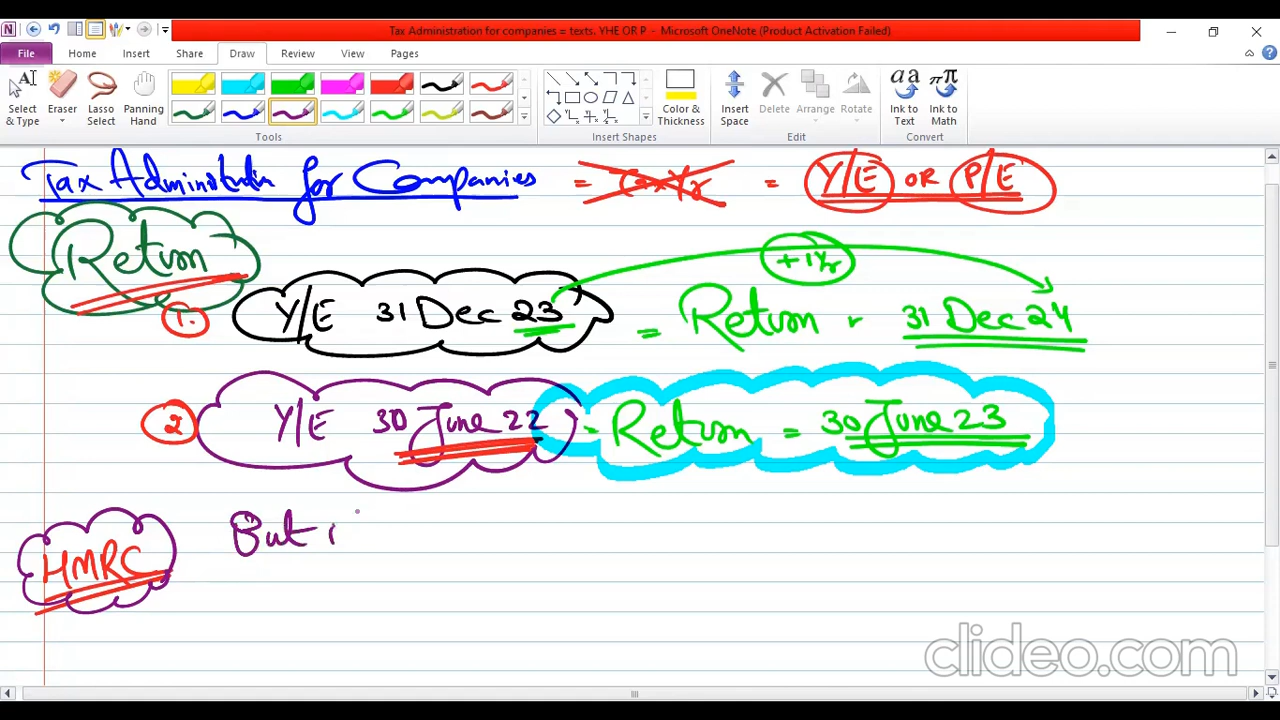 Tax Administration for companies = texts. YHE OR P - Microsoft OneNote (Product Activation Failed)
File Home Insert Share Draw Review View Pages
Select & Type Eraser Lasso Select Panning Hand Color & Thickness Insert Space Delete Arrange Rotate Ink to Text Ink to Math
Tools Insert Shapes Edit Convert
Tax Administration for Companies = Tax Yr = Y/E OR P/E
Return
+1Yr
1. Y/E 31 Dec 23 = Return - 31 Dec 24
2 Y/E 30 June 22 = Return = 30 June 23
HMRC But i
clideo.com